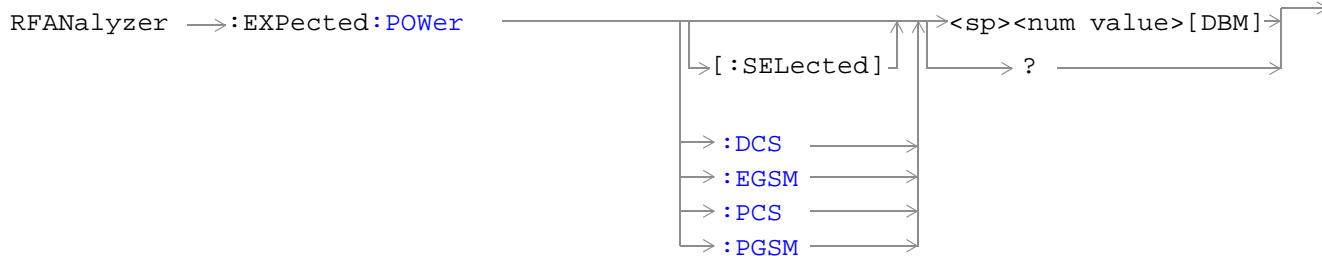 RFANalyzer :EXPected:POWer <sp><num value>[DBM]
[:SELected] ?
:DCS
:EGSM
:PCS
:PGSM